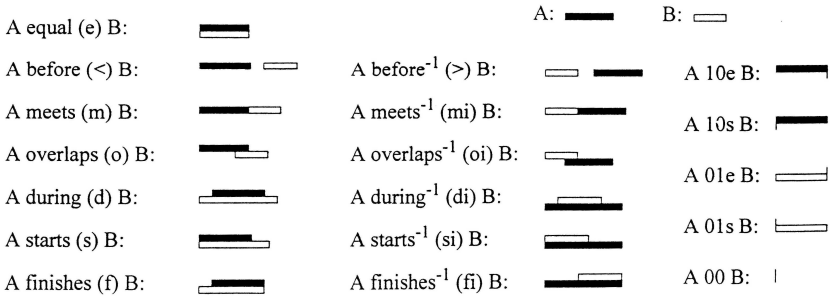 A: B:
A equal (e) B:
A before (<) B: A before⁻¹ (>) B: A 10e B:
A meets (m) B: A meets⁻¹ (mi) B: A 10s B:
A overlaps (o) B: A overlaps⁻¹ (oi) B: A 01e B:
A during (d) B: A during⁻¹ (di) B: A 01s B:
A starts (s) B: A starts⁻¹ (si) B: A 00 B:
A finishes (f) B: A finishes⁻¹ (fi) B: